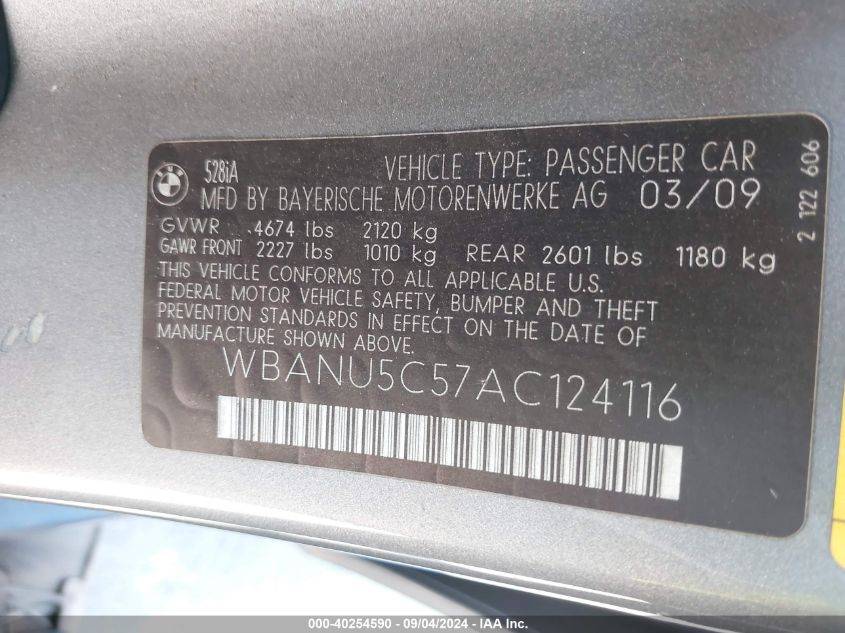 BMW
528iA VEHICLE TYPE: PASSENGER CAR
MFD BY BAYERISCHE MOTORENWERKE AG 03/09
GVWR 4674 lbs 2120 kg
GAWR FRONT 2227 lbs 1010 kg REAR 2601 lbs 1180 kg
THIS VEHICLE CONFORMS TO ALL APPLICABLE U.S.
FEDERAL MOTOR VEHICLE SAFETY, BUMPER AND THEFT
PREVENTION STANDARDS IN EFFECT ON THE DATE OF
MANUFACTURE SHOWN ABOVE.
WBANU5C57AC124116
2 122 606
000-40254590 - 09/04/2024 - IAA Inc.